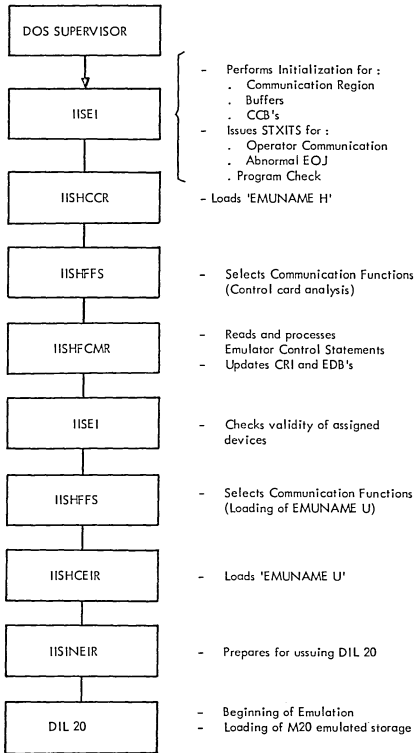 DOS SUPERVISOR
IISEI
- Performs Initialization for :
. Communication Region
. Buffers
. CCB's
- Issues STXITS for :
. Operator Communication
. Abnormal EOJ
. Program Check
IISHCCR
- Loads 'EMUNAME H'
IISHFFS
- Selects Communication Functions
(Control card analysis)
IISHFCMR
- Reads and processes
Emulator Control Statements
- Updates CRI and EDB's
IISEI
- Checks validity of assigned
devices
IISHFFS
- Selects Communication Functions
(Loading of EMUNAME U)
IISHCEIR
- Loads 'EMUNAME U'
IISINEIR
- Prepares for ussuing DIL 20
DIL 20
- Beginning of Emulation
- Loading of M20 emulated storage